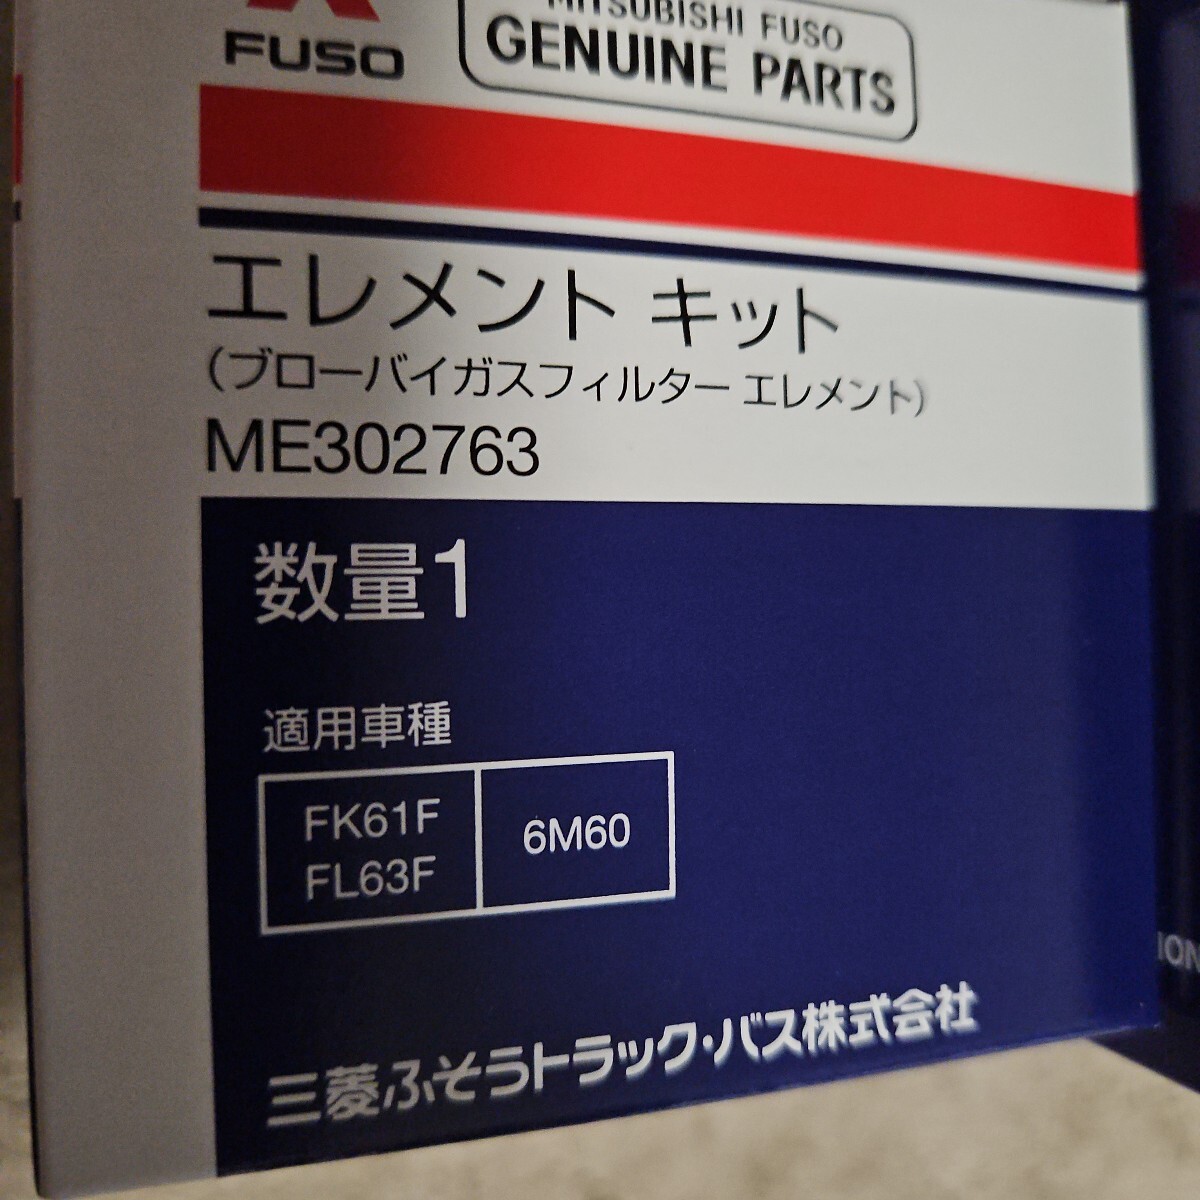 MITSUBISHI FUSO
FUSO
GENUINE PARTS
エレメント キット
(ブローバイガスフィルター エレメント)
ME302763
数量1
適用車種
FK61F
FL63F
6M60
三菱ふそうトラック・バス株式会社